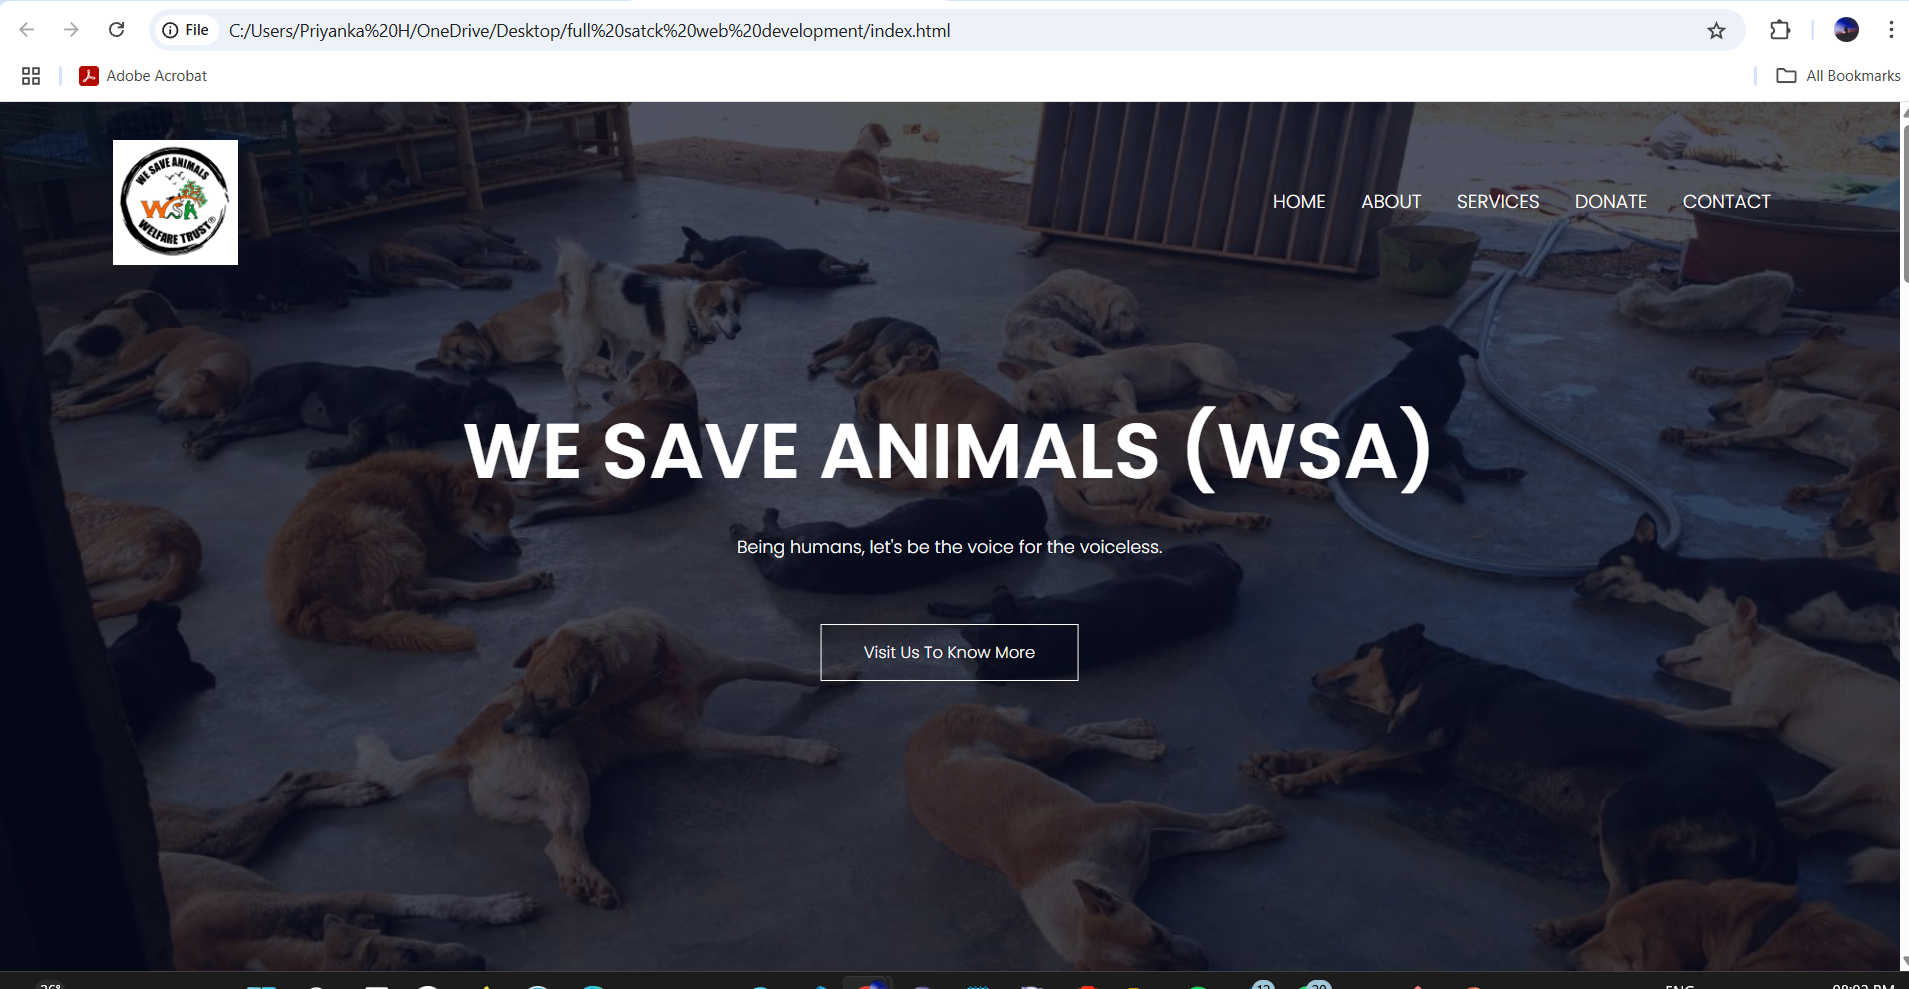 File C:/Users/Priyanka%20H/OneDrive/Desktop/full%20satck%20web%20development/index.html
Adobe Acrobat All Bookmarks
WE SAVE ANIMALS
WSA
WELFARE TRUST®
HOME ABOUT SERVICES DONATE CONTACT
WE SAVE ANIMALS (WSA)
Being humans, let's be the voice for the voiceless.
Visit Us To Know More